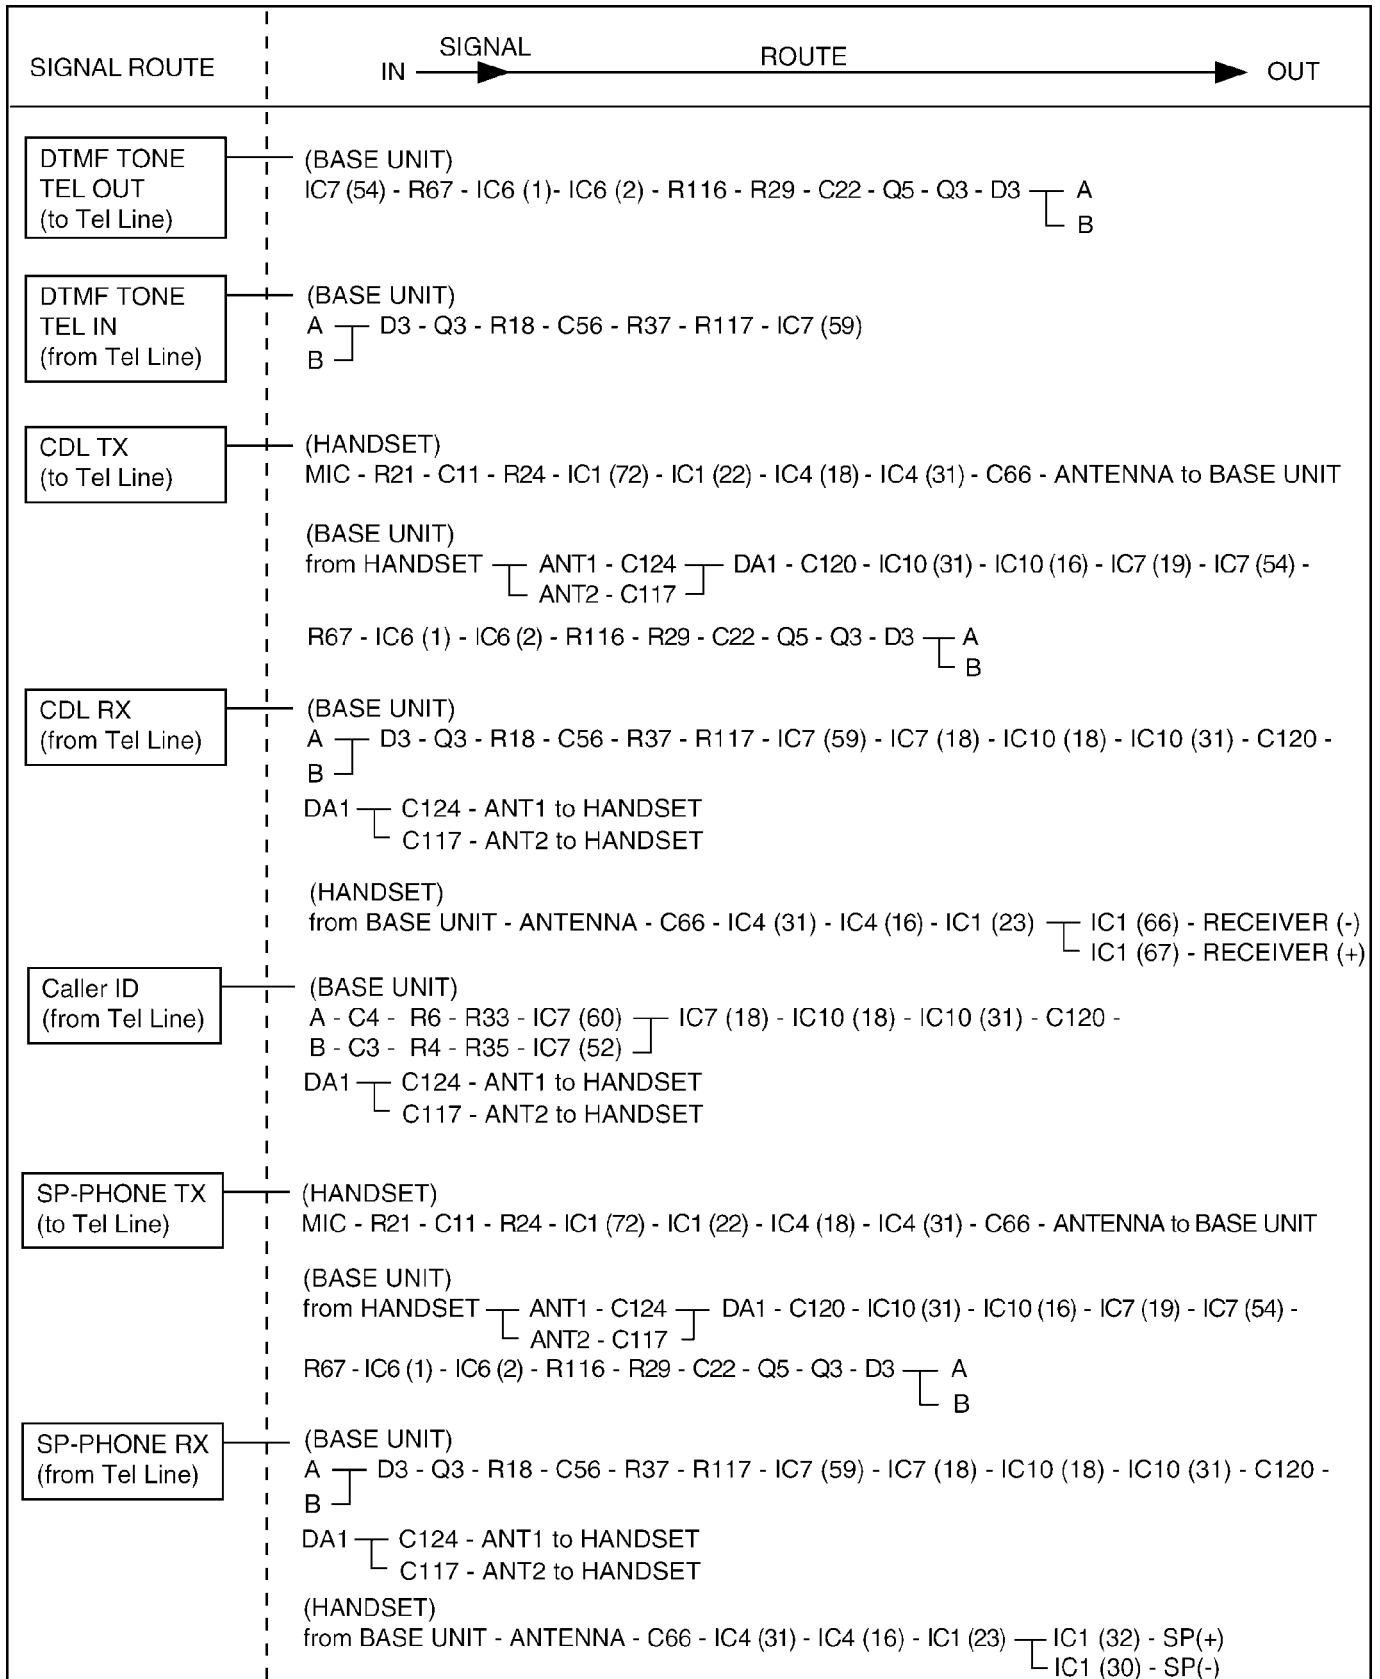 SIGNAL ROUTE
IN SIGNAL ROUTE OUT
DTMF TONE
TEL OUT
(to Tel Line)
(BASE UNIT)
IC7 (54) - R67 - IC6 (1)- IC6 (2) - R116 - R29 - C22 - Q5 - Q3 - D3 A
B
DTMF TONE
TEL IN
(from Tel Line)
(BASE UNIT)
A D3 - Q3 - R18 - C56 - R37 - R117 - IC7 (59)
B
CDL TX
(to Tel Line)
(HANDSET)
MIC - R21 - C11 - R24 - IC1 (72) - IC1 (22) - IC4 (18) - IC4 (31) - C66 - ANTENNA to BASE UNIT
(BASE UNIT)
from HANDSET ANT1 - C124 DA1 - C120 - IC10 (31) - IC10 (16) - IC7 (19) - IC7 (54) -
ANT2 - C117
R67 - IC6 (1) - IC6 (2) - R116 - R29 - C22 - Q5 - Q3 - D3 A
B
CDL RX
(from Tel Line)
(BASE UNIT)
A D3 - Q3 - R18 - C56 - R37 - R117 - IC7 (59) - IC7 (18) - IC10 (18) - IC10 (31) - C120 -
B
DA1 C124 - ANT1 to HANDSET
C117 - ANT2 to HANDSET
(HANDSET)
from BASE UNIT - ANTENNA - C66 - IC4 (31) - IC4 (16) - IC1 (23) IC1 (66) - RECEIVER (-)
IC1 (67) - RECEIVER (+)
Caller ID
(from Tel Line)
(BASE UNIT)
A - C4 - R6 - R33 - IC7 (60) IC7 (18) - IC10 (18) - IC10 (31) - C120 -
B - C3 - R4 - R35 - IC7 (52)
DA1 C124 - ANT1 to HANDSET
C117 - ANT2 to HANDSET
SP-PHONE TX
(to Tel Line)
(HANDSET)
MIC - R21 - C11 - R24 - IC1 (72) - IC1 (22) - IC4 (18) - IC4 (31) - C66 - ANTENNA to BASE UNIT
(BASE UNIT)
from HANDSET ANT1 - C124 DA1 - C120 - IC10 (31) - IC10 (16) - IC7 (19) - IC7 (54) -
ANT2 - C117
R67 - IC6 (1) - IC6 (2) - R116 - R29 - C22 - Q5 - Q3 - D3 A
B
SP-PHONE RX
(from Tel Line)
(BASE UNIT)
A D3 - Q3 - R18 - C56 - R37 - R117 - IC7 (59) - IC7 (18) - IC10 (18) - IC10 (31) - C120 -
B
DA1 C124 - ANT1 to HANDSET
C117 - ANT2 to HANDSET
(HANDSET)
from BASE UNIT - ANTENNA - C66 - IC4 (31) - IC4 (16) - IC1 (23) IC1 (32) - SP(+)
IC1 (30) - SP(-)